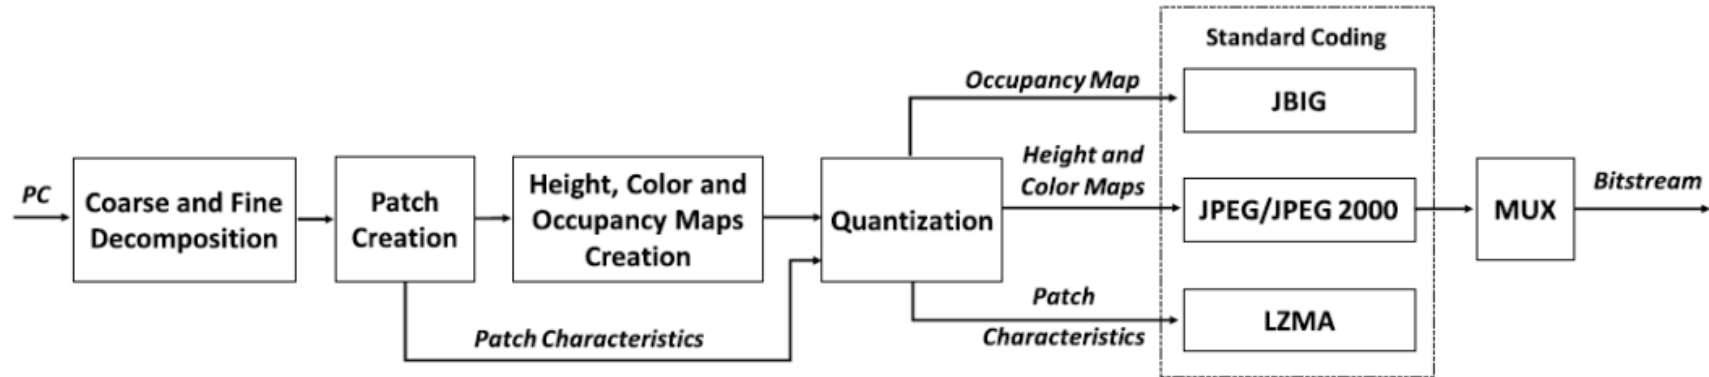 PC
Coarse and Fine
Decomposition
Patch
Creation
Height, Color and
Occupancy Maps
Creation
Patch Characteristics
Quantization
Occupancy Map
Height and
Color Maps
Patch
Characteristics
Standard Coding
JBIG
JPEG/JPEG 2000
LZMA
MUX
Bitstream